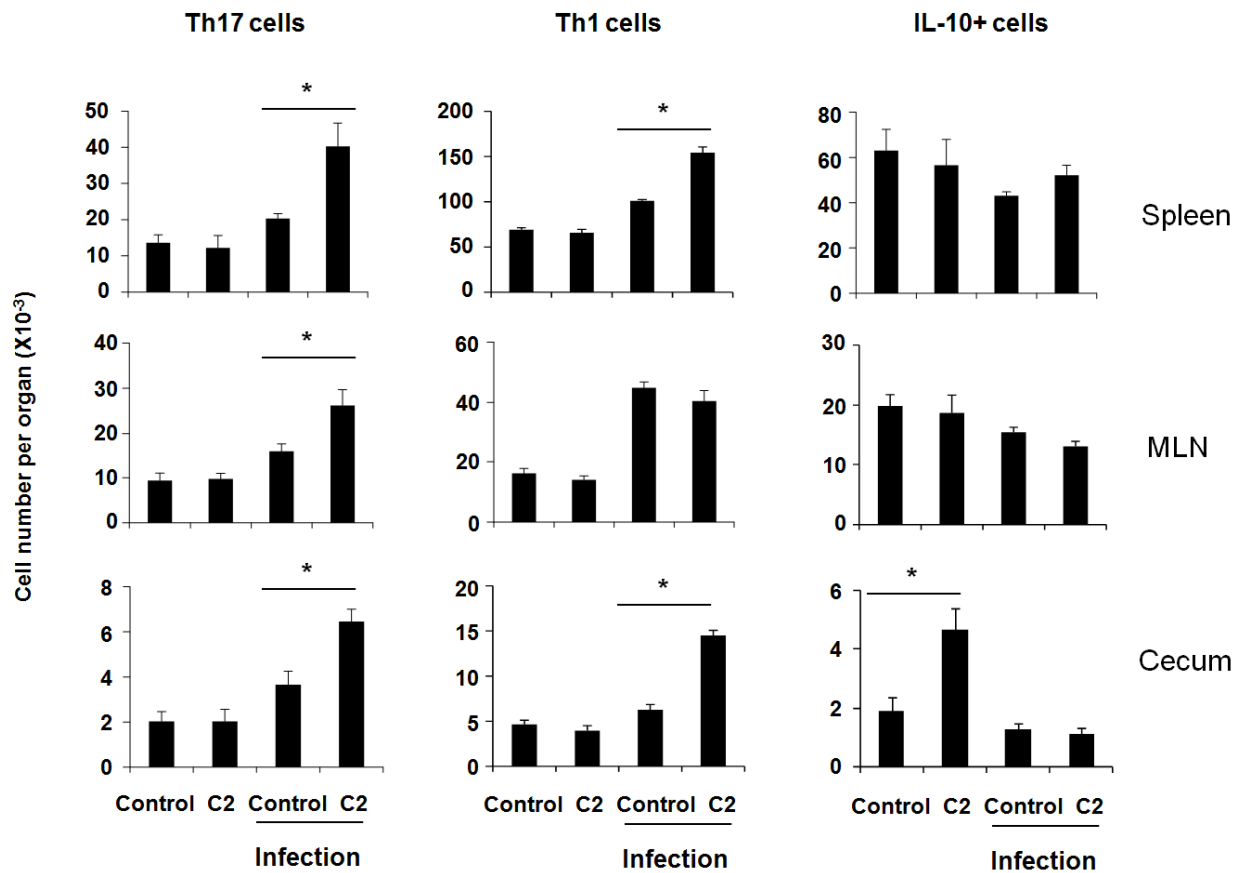 Th17 cells Th1 cells IL-10+ cells
Cell number per organ (X10-3)
* *
50 200 80
40 150 60
30 100 40
20 50 20
10 0 0
0
Spleen
*
40 60 30
30 40 20
20 20 10
10 0 0
0
MLN
* * *
8 20 6
6 15 4
4 10 2
2 5 0
0 0
Cecum
Control C2 Control C2 Control C2 Control C2 Control C2 Control C2
Infection Infection Infection